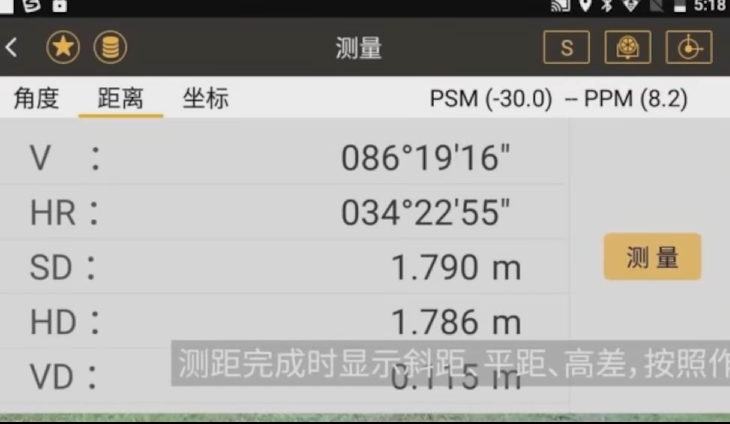 5:18
测量
S
角度 距离 坐标 PSM (-30.0) -- PPM (8.2)
V : 086°19'16"
HR : 034°22'55"
SD : 1.790 m
测量
HD : 1.786 m
VD : 0.115 m
测距完成时显示斜距、平距、高差,按照作